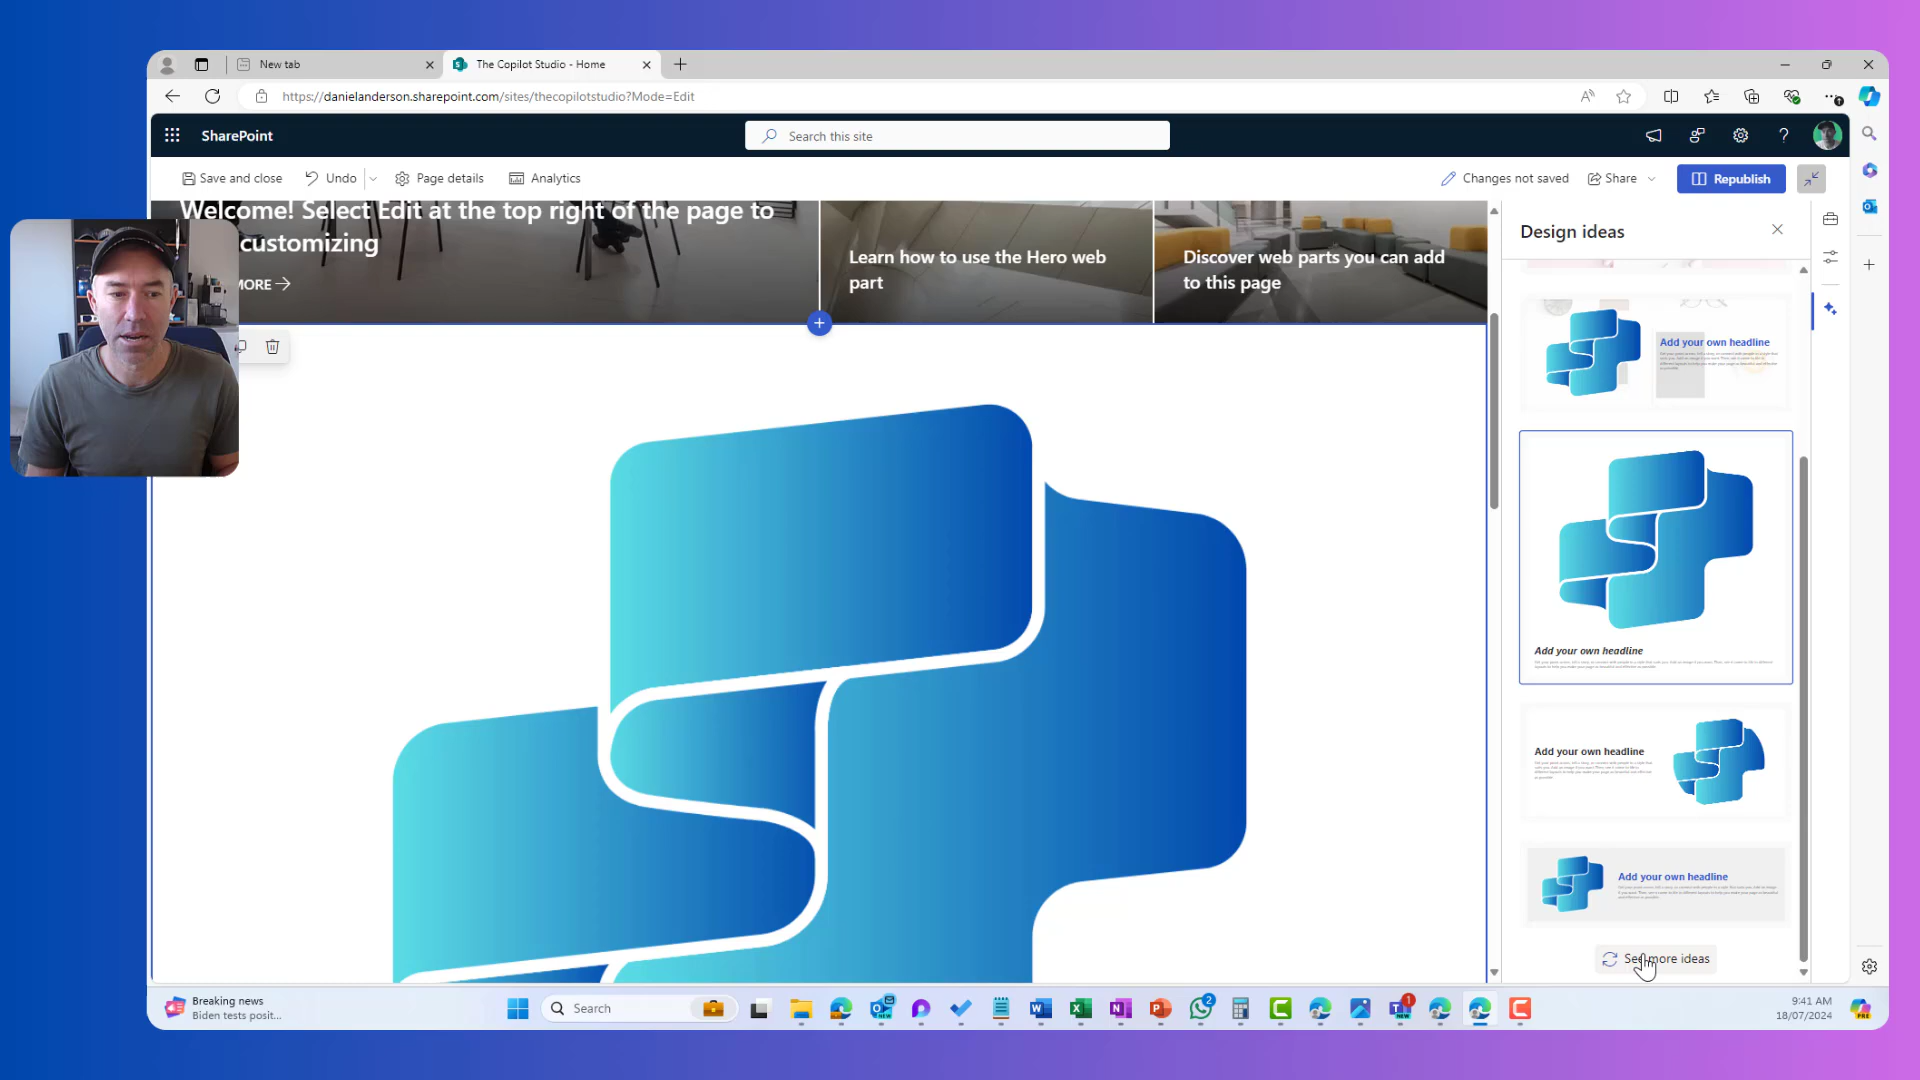 New tab
The Copilot Studio - Home
https://danielanderson.sharepoint.com/sites/thecopilotstudio?Mode=Edit
SharePoint
Search this site
Save and close
Undo
Page details
Analytics
Changes not saved
Share
Republish
Welcome! Select Edit at the top right of the page to
customizing
MORE
Learn how to use the Hero web
part
Discover web parts you can add
to this page
Design ideas
Add your own headline
Add your own headline
Add your own headline
Add your own headline
See more ideas
Breaking news
Biden tests posit...
Search
2
1
9:41 AM
18/07/2024